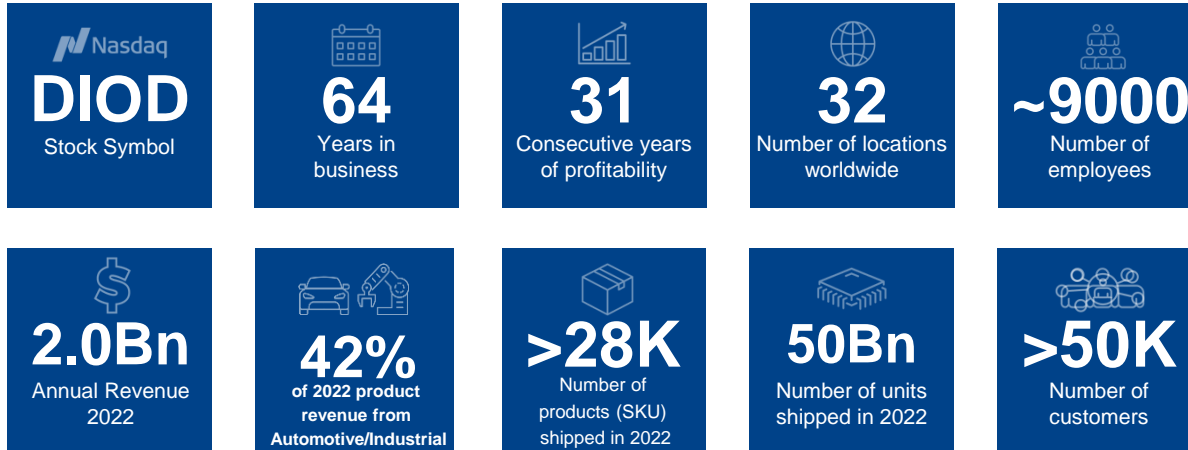 Nasdaq
DIOD
Stock Symbol
64
Years in
business
31
Consecutive years
of profitability
32
Number of locations
worldwide
~9000
Number of
employees
2.0Bn
Annual Revenue
2022
42%
of 2022 product
revenue from
Automotive/Industrial
>28K
Number of
products (SKU)
shipped in 2022
50Bn
Number of units
shipped in 2022
>50K
Number of
customers